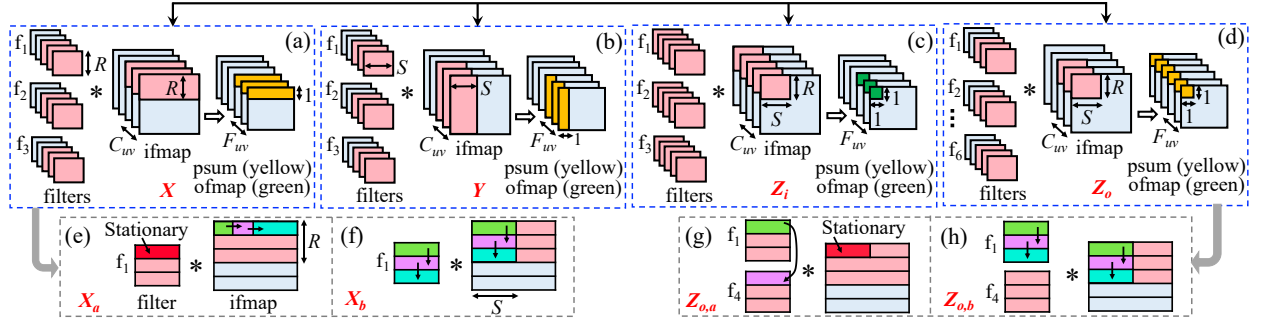 (a)
f1
R
f2
*
R
1
f3
Cuv
ifmap
Fuv
psum (yellow)
ofmap (green)
filters
X
(b)
f1
S
f2
*
S
f3
Cuv
ifmap
Fuv
1
psum (yellow)
ofmap (green)
filters
Y
(c)
f1
f2
*
R
S
1
1
f3
Cuv
ifmap
Fuv
psum (yellow)
ofmap (green)
filters
Zi
(d)
f1
f2
*
R
S
1
1
f6
Cuv
ifmap
Fuv
psum (yellow)
ofmap (green)
filters
Zo
(e)
Stationary
f1
*
R
Xa
filter
ifmap
(f)
f1
*
S
Xb
(g)
f1
Stationary
*
f4
Zo,a
(h)
f1
*
f4
Zo,b